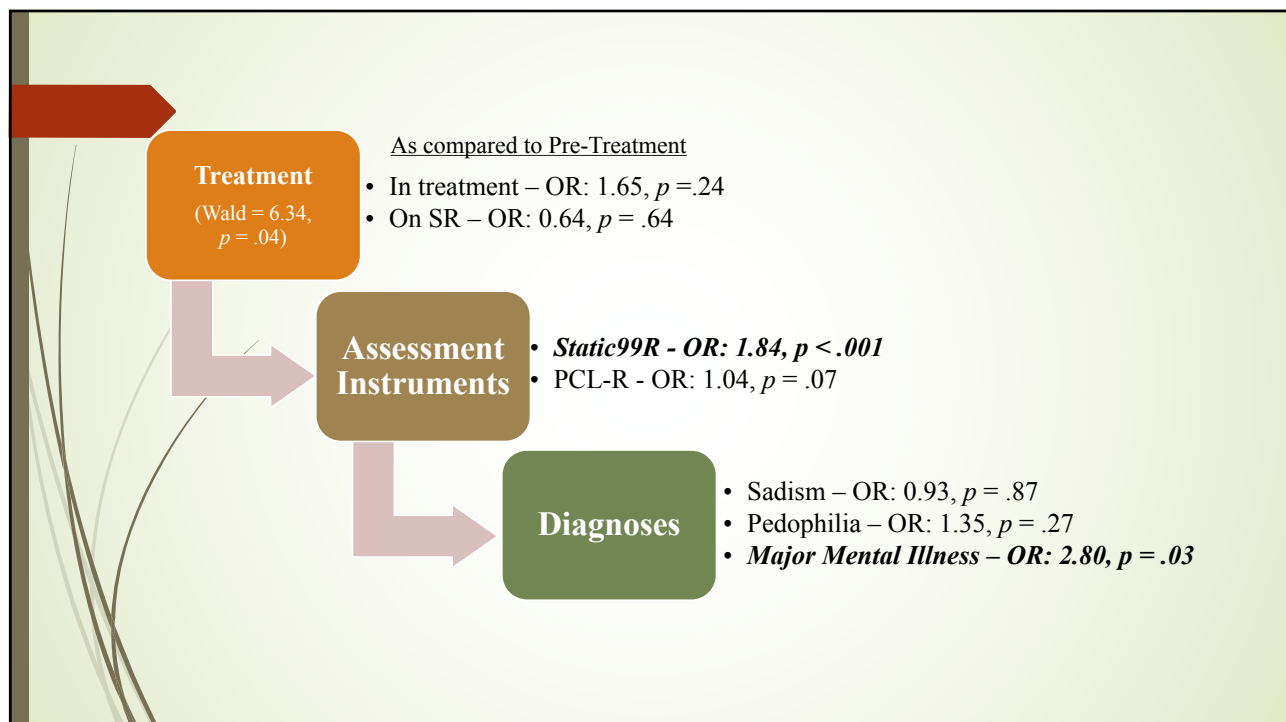 Treatment
(Wald = 6.34,
p = .04)
As compared to Pre-Treatment
• In treatment – OR: 1.65, p =.24
• On SR – OR: 0.64, p = .64
Assessment
Instruments
• Static99R - OR: 1.84, p < .001
• PCL-R - OR: 1.04, p = .07
Diagnoses
• Sadism – OR: 0.93, p = .87
• Pedophilia – OR: 1.35, p = .27
• Major Mental Illness – OR: 2.80, p = .03